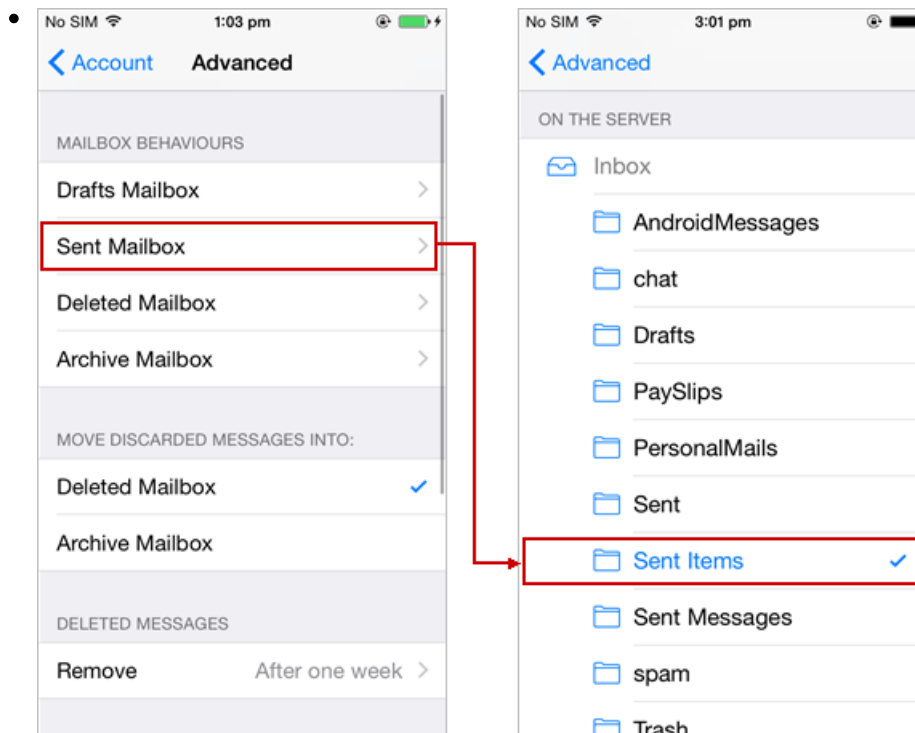 No SIM 1:03 pm
Account Advanced
MAILBOX BEHAVIOURS
Drafts Mailbox
Sent Mailbox
Deleted Mailbox
Archive Mailbox
MOVE DISCARDED MESSAGES INTO:
Deleted Mailbox
Archive Mailbox
DELETED MESSAGES
Remove After one week
No SIM 3:01 pm
Advanced
ON THE SERVER
Inbox
AndroidMessages
chat
Drafts
PaySlips
PersonalMails
Sent
Sent Items
Sent Messages
spam
Trash